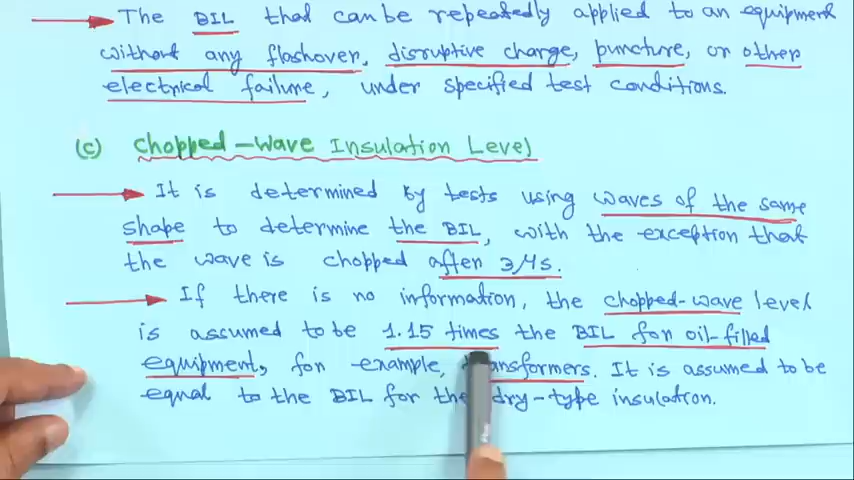 The BIL that can be repeatedly applied to an equipment
without any flashover, disruptive charge, puncture, or other
electrical failure, under specified test conditions.
(c) Chopped-Wave Insulation Level
It is determined by tests using waves of the same
shape to determine the BIL, with the exception that
the wave is chopped after 3μs.
If there is no information, the chopped-wave level
is assumed to be 1.15 times the BIL for oil-filled
equipment, for example, transformers. It is assumed to be
equal to the BIL for the dry-type insulation.